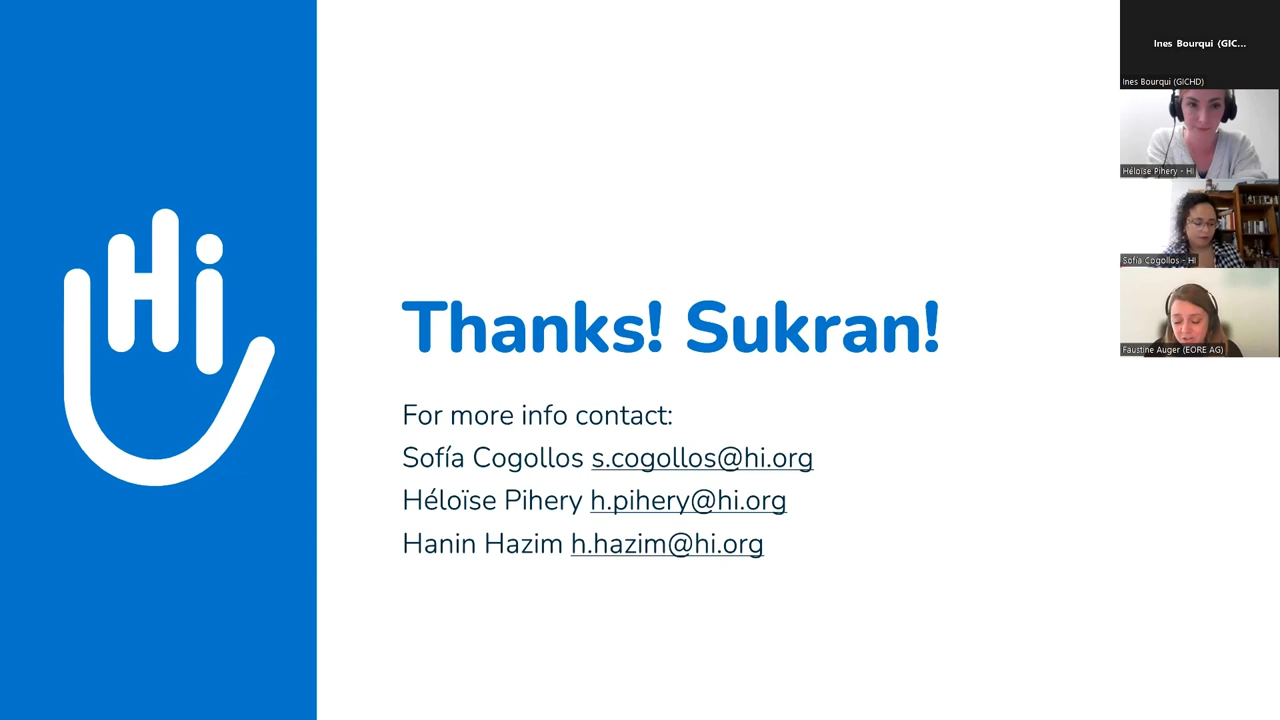 Hi
Thanks! Sukran!
For more info contact:
Sofía Cogollos s.cogollos@hi.org
Héloïse Pihery h.pihery@hi.org
Hanin Hazim h.hazim@hi.org
Ines Bourqui (GIC...
Ines Bourqui (GICHD)
Héloïse Pihery - HI
Sofía Cogollos - HI
Faustine Auger (EORE AG)